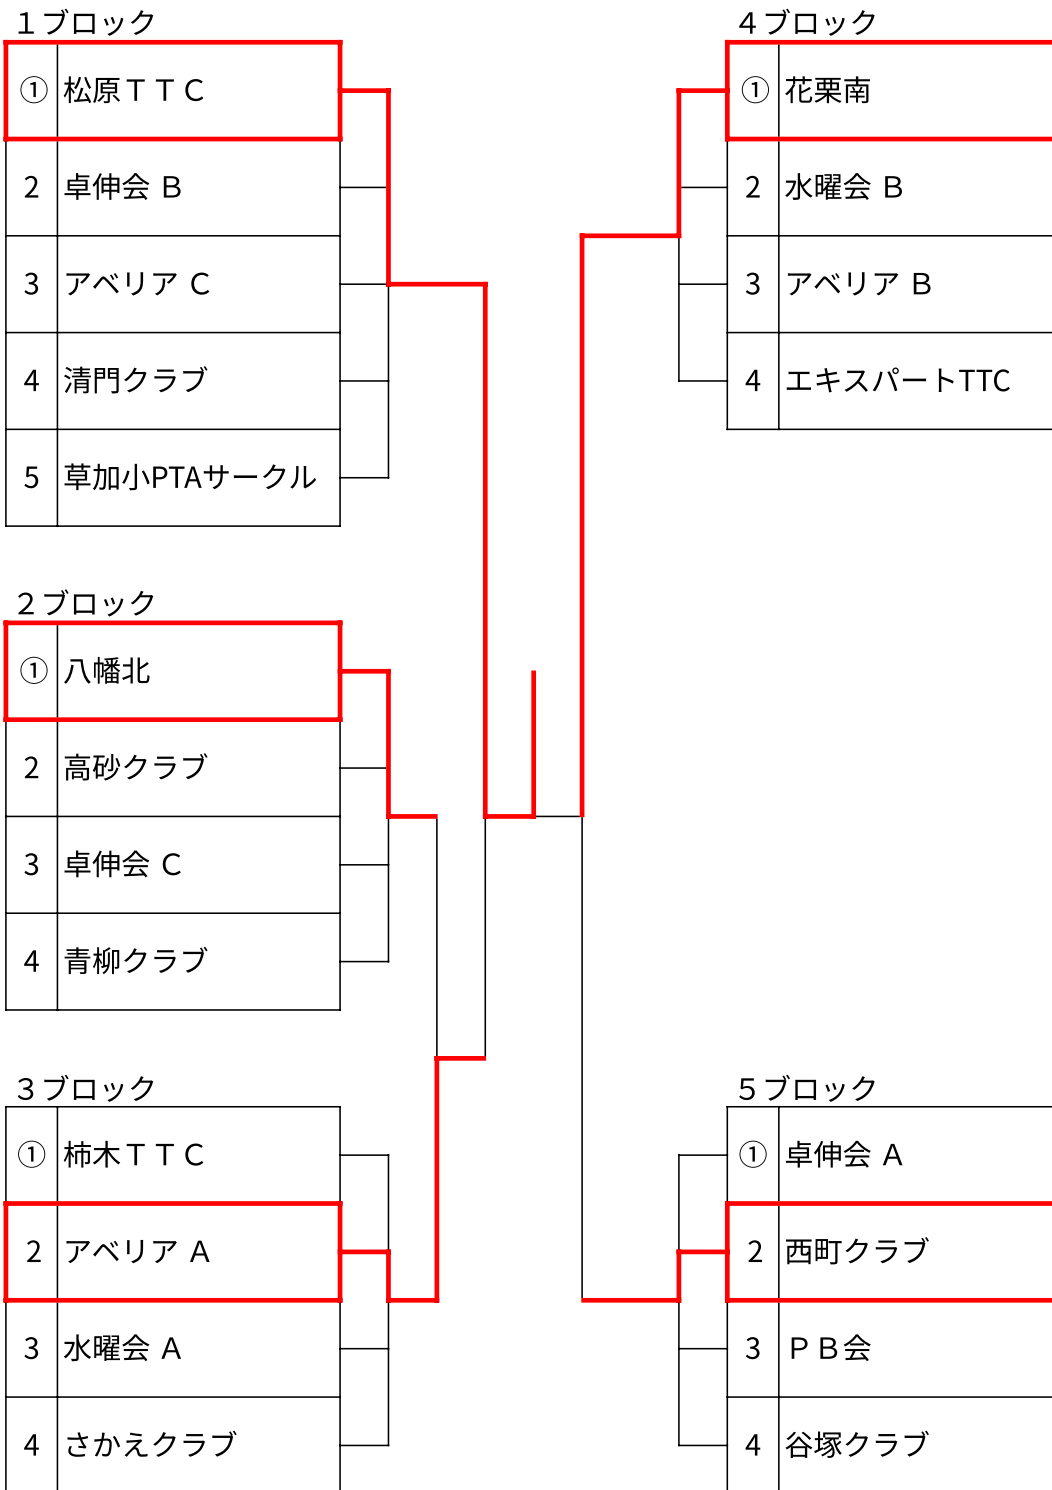 １ブロック
① 松原ＴＴＣ
2 卓伸会 B
3 アベリア C
4 清門クラブ
5 草加小PTAサークル
２ブロック
① 八幡北
2 高砂クラブ
3 卓伸会 C
4 青柳クラブ
３ブロック
① 柿木ＴＴＣ
2 アベリア A
3 水曜会 A
4 さかえクラブ
４ブロック
① 花栗南
2 水曜会 B
3 アベリア B
4 エキスパートTTC
５ブロック
① 卓伸会 A
2 西町クラブ
3 ＰＢ会
4 谷塚クラブ